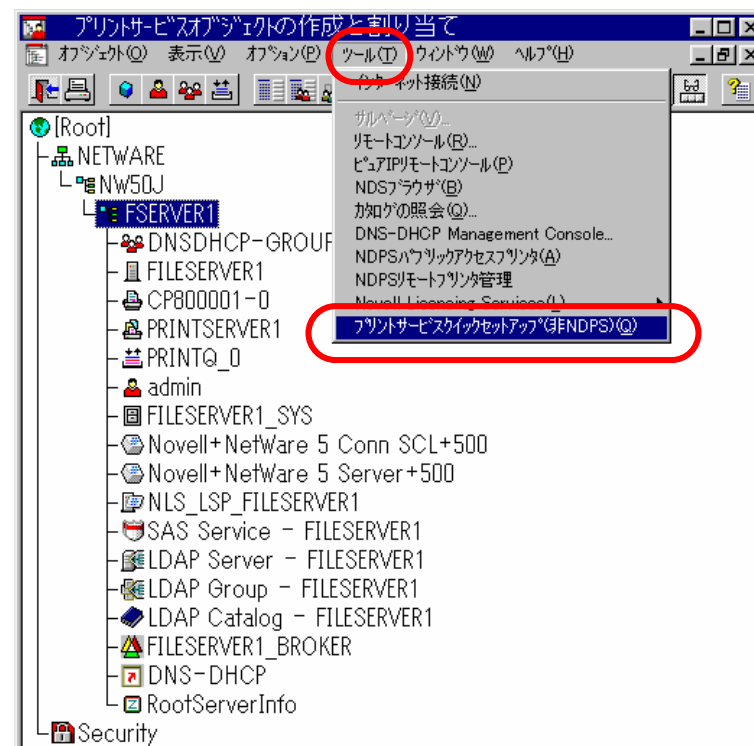 プリントサービスオブジェクトの作成と割り当て
オブジェクト(O) 表示(V) オプション(P) ツール(T) ウィンドウ(W) ヘルプ(H)
インターネット接続(N)
サルベージ(V)...
リモートコンソール(R)...
ピュアIPリモートコンソール(P)
NDSブラウザ(B)
カタログの照会(Q)...
DNS-DHCP Management Console...
NDPSパブリックアクセスプリンタ(A)
NDPSリモートプリンタ管理
Novell Licensing Services(L)
プリントサービスクイックセットアップ(非NDPS)(Q)
[Root]
NETWARE
NW50J
FSERVER1
DNSDHCP-GROUP
FILESERVER1
CP800001-0
PRINTSERVER1
PRINTQ_0
admin
FILESERVER1_SYS
Novell+NetWare 5 Conn SCL+500
Novell+NetWare 5 Server+500
NLS_LSP_FILESERVER1
SAS Service - FILESERVER1
LDAP Server - FILESERVER1
LDAP Group - FILESERVER1
LDAP Catalog - FILESERVER1
FILESERVER1_BROKER
DNS-DHCP
RootServerInfo
Security